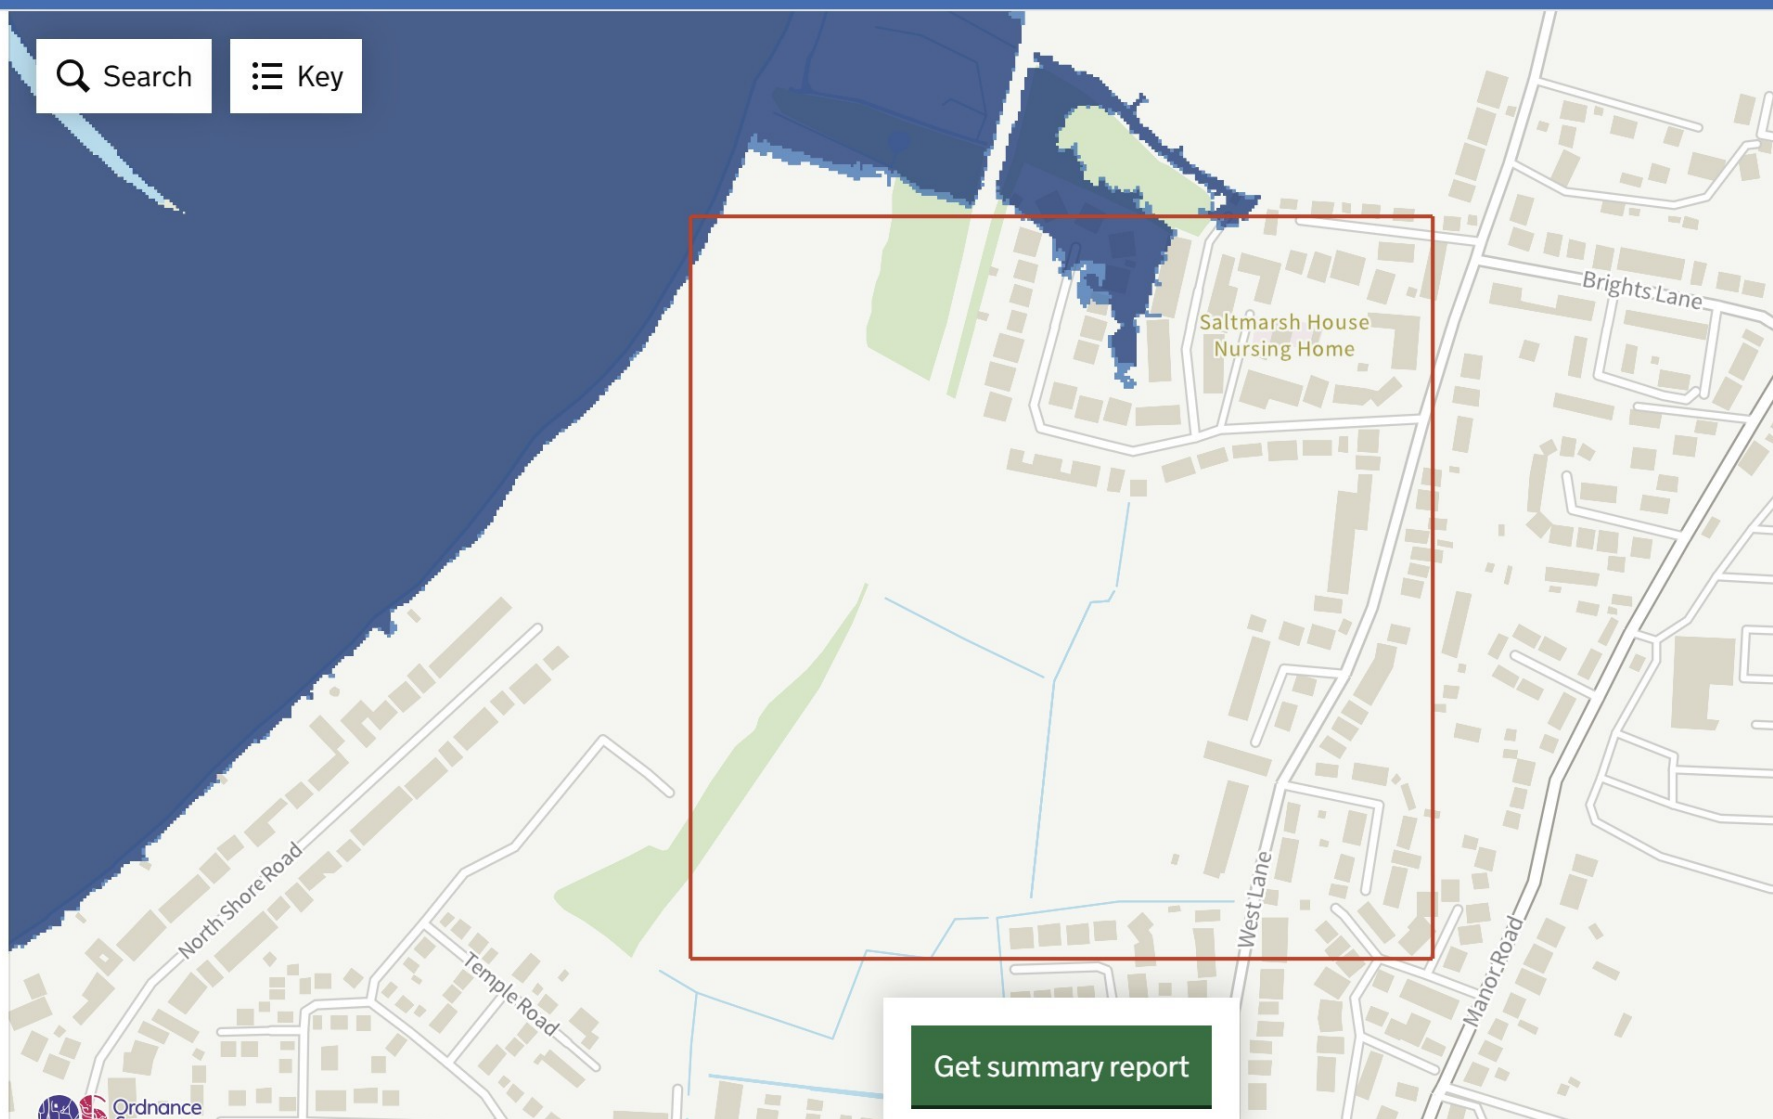 Search
Key
Brights Lane
Saltmarsh House
Nursing Home
North Shore Road
West Lane
Temple Road
Manor Road
Get summary report
Ordnance